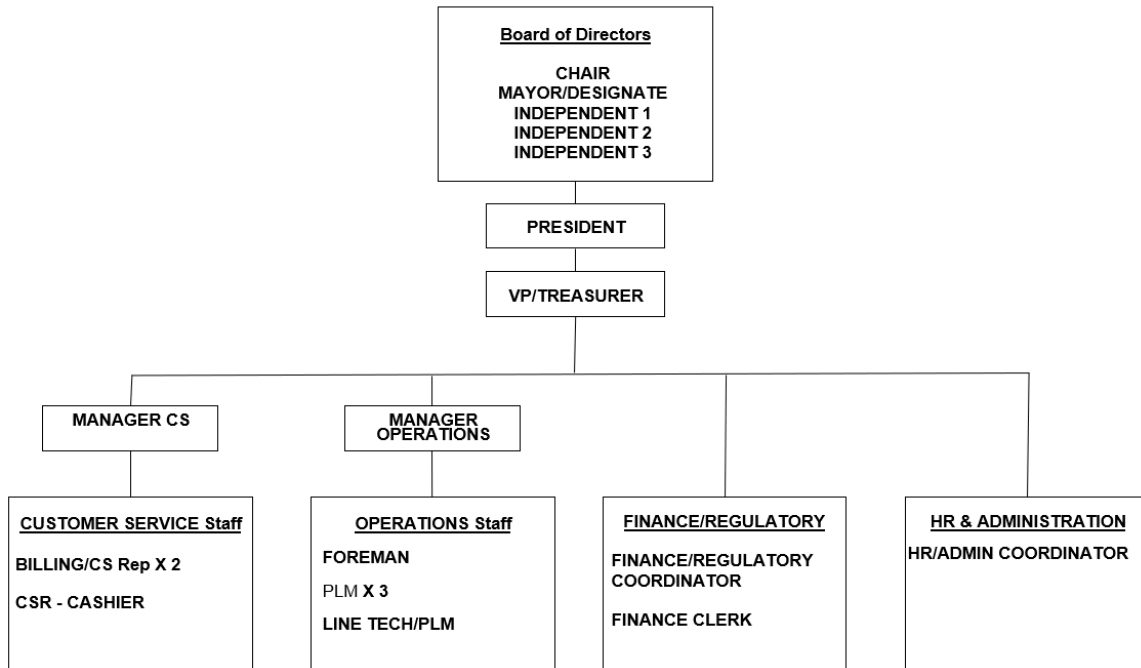 Board of Directors
CHAIR
MAYOR/DESIGNATE
INDEPENDENT 1
INDEPENDENT 2
INDEPENDENT 3
PRESIDENT
VP/TREASURER
MANAGER CS
MANAGER
OPERATIONS
CUSTOMER SERVICE Staff
BILLING/CS Rep X 2
CSR - CASHIER
OPERATIONS Staff
FOREMAN
PLM X 3
LINE TECH/PLM
FINANCE/REGULATORY
FINANCE/REGULATORY
COORDINATOR
FINANCE CLERK
HR & ADMINISTRATION
HR/ADMIN COORDINATOR